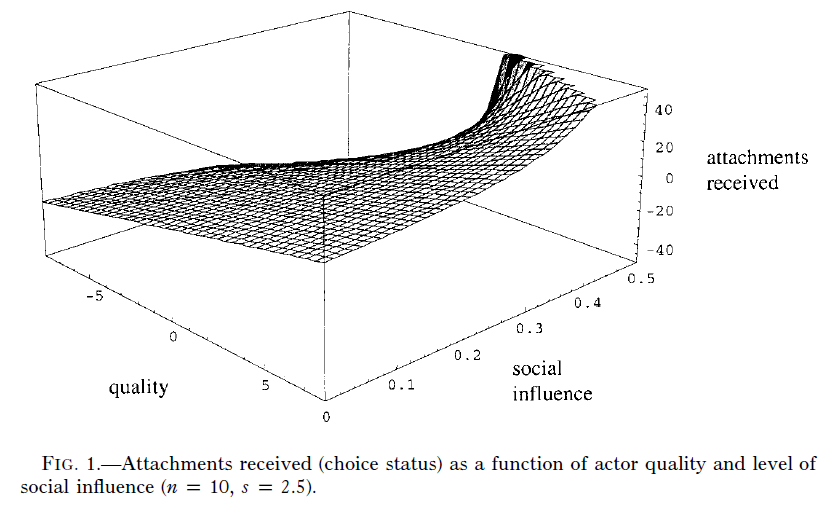 40
20
attachments
0
received
-20
-40
0.5
-5
0.4
0
0.3
0.2
social
quality
5
0.1
influence
0
FIG. 1.—Attachments received (choice status) as a function of actor quality and level of
social influence (n = 10, s = 2.5).